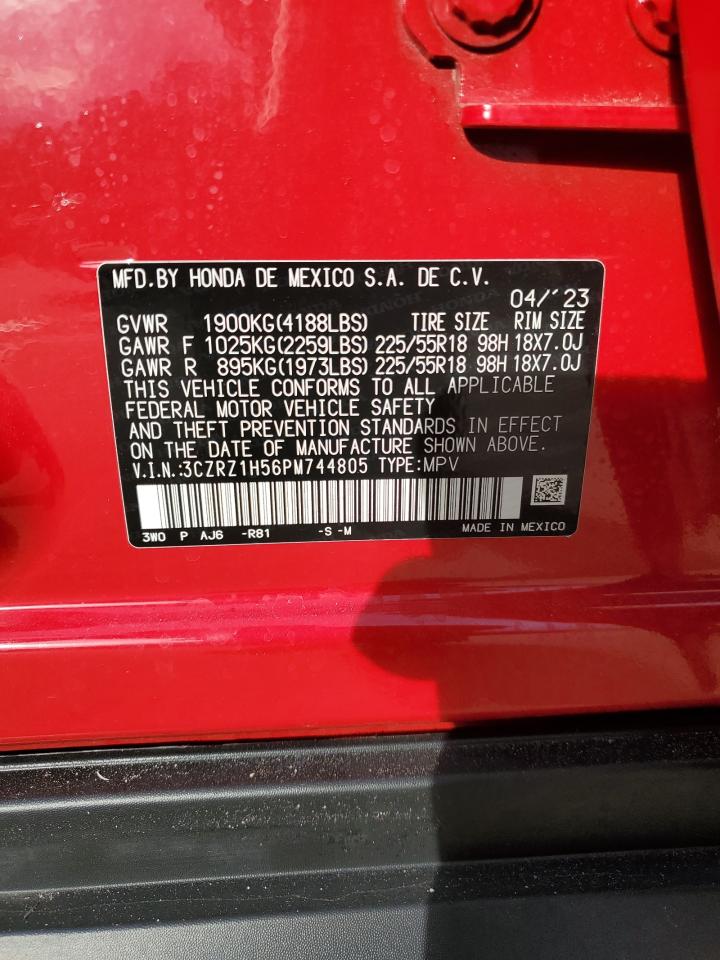 MFD.BY HONDA DE MEXICO S.A. DE C.V.
04/'23
GVWR 1900KG(4188LBS) TIRE SIZE RIM SIZE
GAWR F 1025KG(2259LBS) 225/55R18 98H 18X7.0J
GAWR R 895KG(1973LBS) 225/55R18 98H 18X7.0J
THIS VEHICLE CONFORMS TO ALL APPLICABLE
FEDERAL MOTOR VEHICLE SAFETY
AND THEFT PREVENTION STANDARDS IN EFFECT
ON THE DATE OF MANUFACTURE SHOWN ABOVE.
V.I.N.:3CZRZ1H56PM744805 TYPE:MPV
3W0 P AJ6 -R81 -S -M MADE IN MEXICO